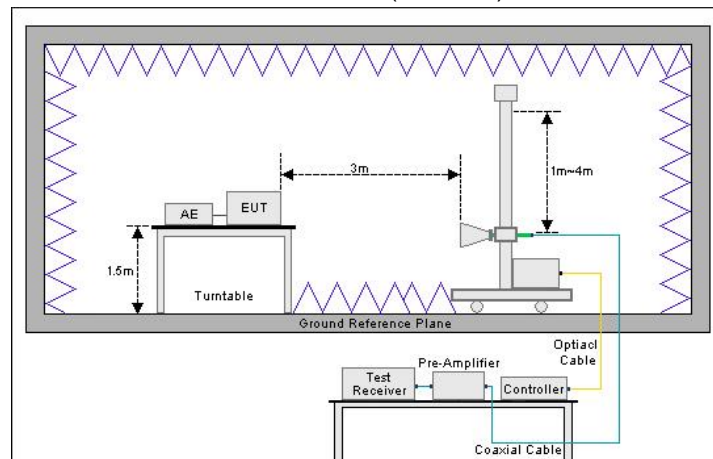 3m
1m~4m
AE
EUT
1.5m
Turntable
Ground Reference Plane
Optiacl
Cable
Pre-Amplifier
Test
Receiver
Controller
Coaxial Cable